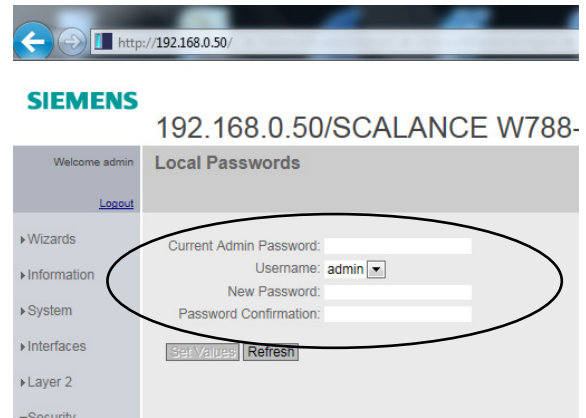 http://192.168.0.50/
SIEMENS
192.168.0.50/SCALANCE W788-
Welcome admin
Local Passwords
Logout
Wizards
Information
System
Interfaces
Layer 2
Security
Current Admin Password:
Username: admin
New Password:
Password Confirmation:
Set Values Refresh